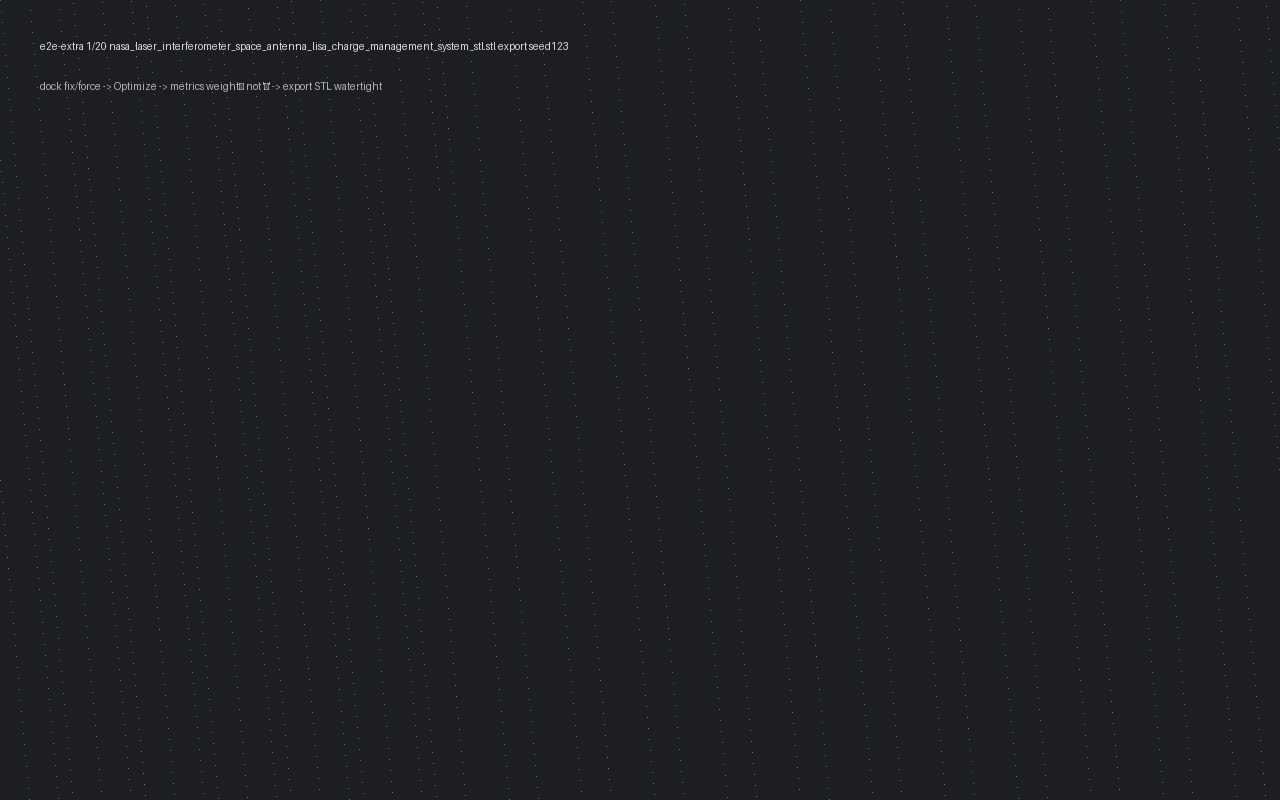 e2e-extra 1/20 nasa_laser_interferometer_space_antenna_lisa_charge_management_system_stl.stl export seed123
dock fix/force -> Optimize -> metrics weight not -> export STL watertight